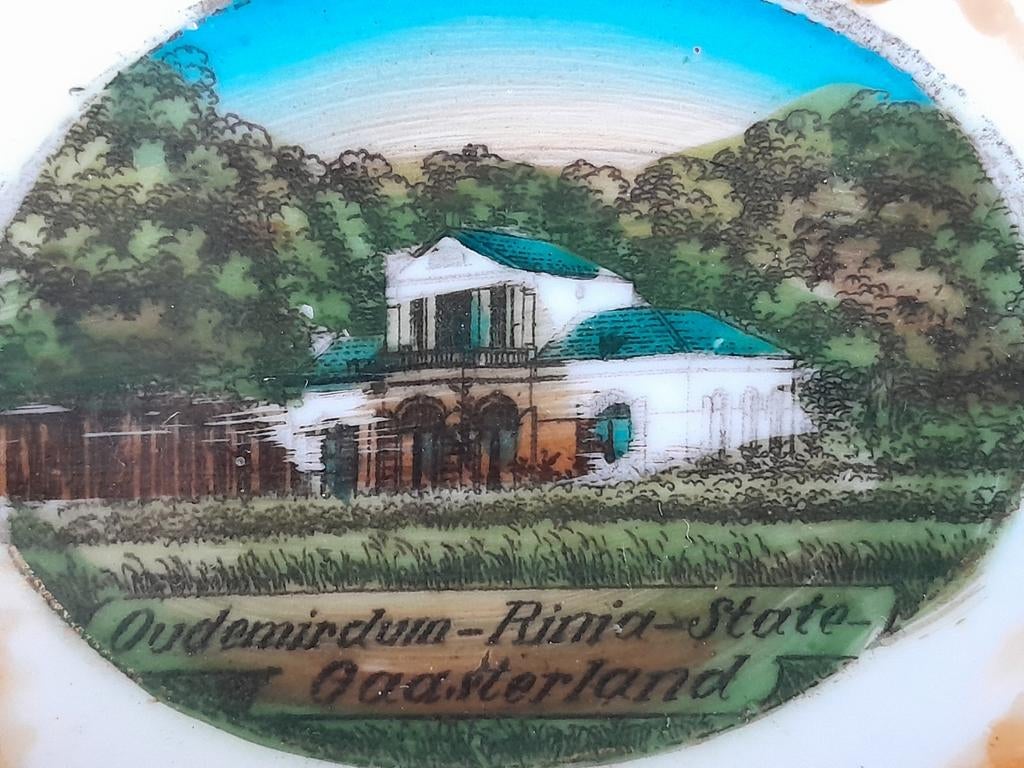 Oudemirdum - Rinia - State -
Gaasterland